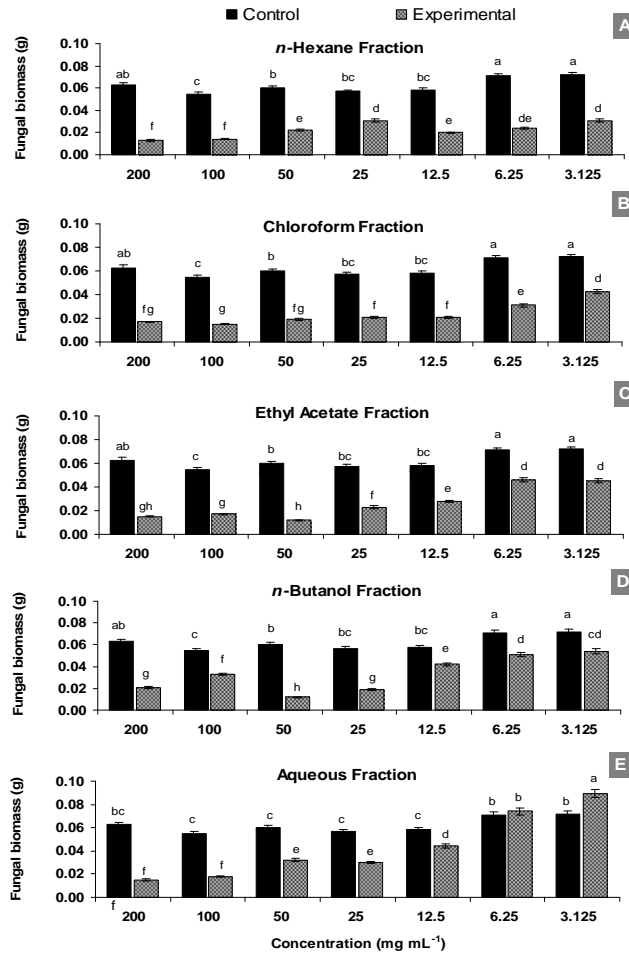 Control Experimental
A
n-Hexane Fraction
Fungal biomass (g)
0.10
0.08
0.06
0.04
0.02
0.00
ab c b bc bc a a
f f e d e de d
200 100 50 25 12.5 6.25 3.125
B
Chloroform Fraction
Fungal biomass (g)
0.10
0.08
0.06
0.04
0.02
0.00
ab c b bc bc a a
fg g fg f f e d
200 100 50 25 12.5 6.25 3.125
C
Ethyl Acetate Fraction
Fungal biomass (g)
0.10
0.08
0.06
0.04
0.02
0.00
ab c b bc bc a a
gh g h f e d d
200 100 50 25 12.5 6.25 3.125
D
n-Butanol Fraction
Fungal biomass (g)
0.10
0.08
0.06
0.04
0.02
0.00
ab c b bc bc a cd
g f h g e d a
200 100 50 25 12.5 6.25 3.125
E
Aqueous Fraction
Fungal biomass (g)
0.10
0.08
0.06
0.04
0.02
0.00
bc c c c c b b b a
f f e e d
f
200 100 50 25 12.5 6.25 3.125
Concentration (mg mL-1)